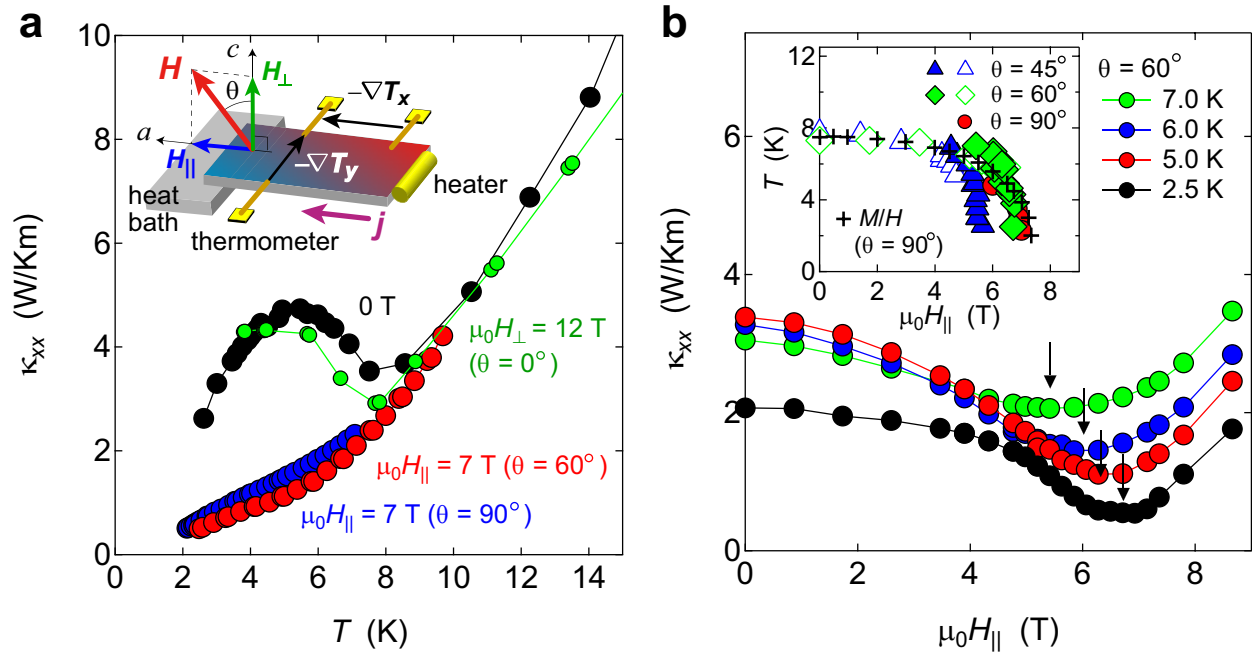 a
10
8
6
4
2
0
κxx (W/Km)
0 2 4 6 8 10 12 14
T (K)
H
c
H⊥
θ
a
H||
−∇Tx
−∇Ty
heater
heat
bath
thermometer
j
0 T
μ0H⊥ = 12 T
(θ = 0°)
μ0H|| = 7 T (θ = 60°)
μ0H|| = 7 T (θ = 90°)
b
6
4
2
0
κxx (W/Km)
0 2 4 6 8
μ0H|| (T)
12
8
4
0
T (K)
0 2 4 6 8
μ0H|| (T)
θ = 45°
θ = 60°
θ = 90°
+ M/H
(θ = 90°)
θ = 60°
7.0 K
6.0 K
5.0 K
2.5 K